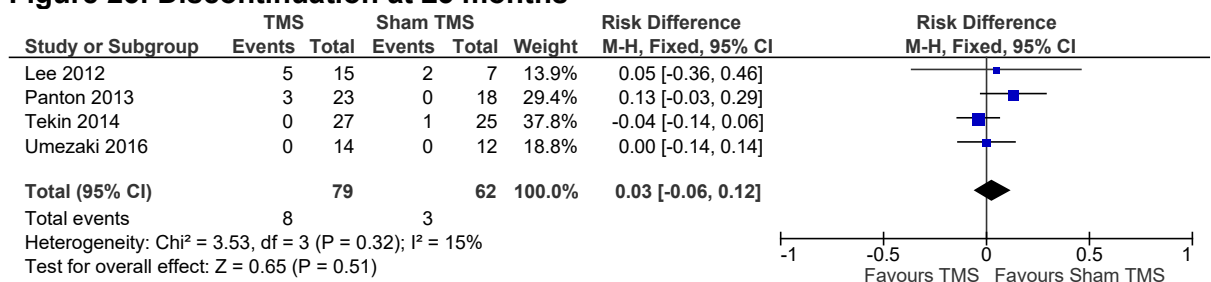 TMS Sham TMS Risk Difference Risk Difference
Study or Subgroup Events Total Events Total Weight M-H, Fixed, 95% CI M-H, Fixed, 95% CI
Lee 2012 5 15 2 7 13.9% 0.05 [-0.36, 0.46]
Panton 2013 3 23 0 18 29.4% 0.13 [-0.03, 0.29]
Tekin 2014 0 27 1 25 37.8% -0.04 [-0.14, 0.06]
Umezaki 2016 0 14 0 12 18.8% 0.00 [-0.14, 0.14]
Total (95% CI) 79 62 100.0% 0.03 [-0.06, 0.12]
Total events 8 3
Heterogeneity: Chi² = 3.53, df = 3 (P = 0.32); I² = 15%
Test for overall effect: Z = 0.65 (P = 0.51)
-1 -0.5 0 0.5 1
Favours TMS Favours Sham TMS